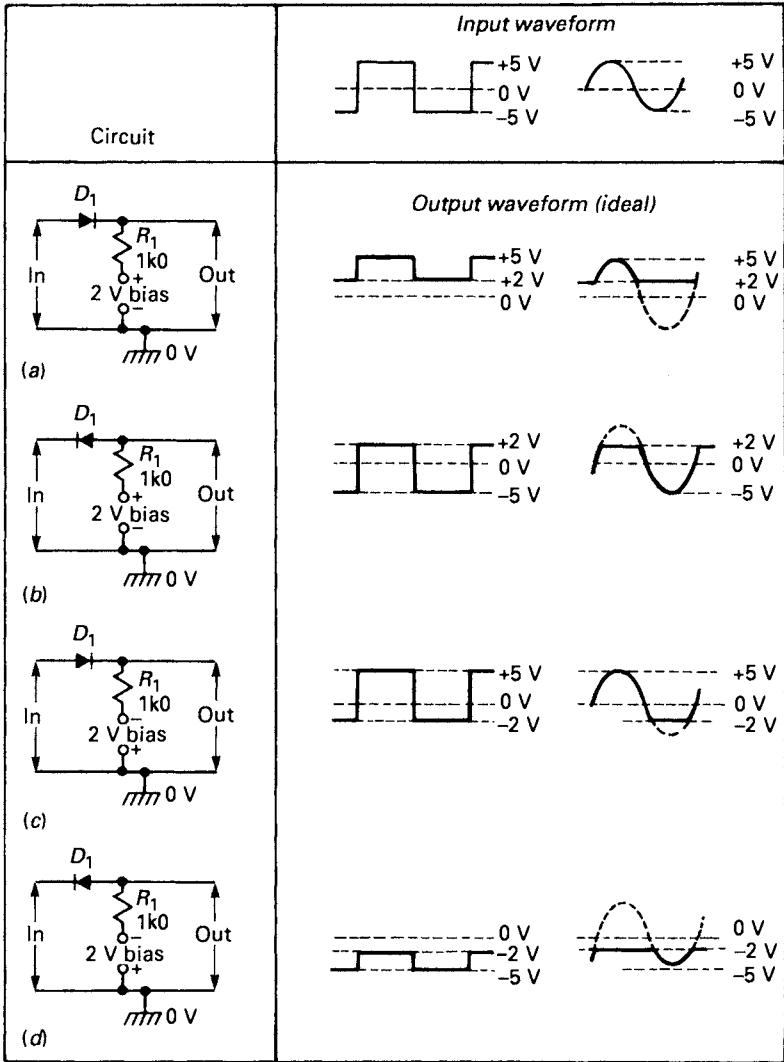 Input waveform
+5 V
0 V
–5 V
+5 V
0 V
–5 V
Circuit
Output waveform (ideal)
D1
R1
1k0
+
2 V bias
–
In
Out
0 V
(a)
+5 V
+2 V
0 V
+5 V
+2 V
0 V
D1
R1
1k0
+
2 V bias
–
In
Out
0 V
(b)
+2 V
0 V
–5 V
+2 V
0 V
–5 V
D1
R1
1k0
–
2 V bias
+
In
Out
0 V
(c)
+5 V
0 V
–2 V
+5 V
0 V
–2 V
D1
R1
1k0
–
2 V bias
+
In
Out
0 V
(d)
0 V
–2 V
–5 V
0 V
–2 V
–5 V